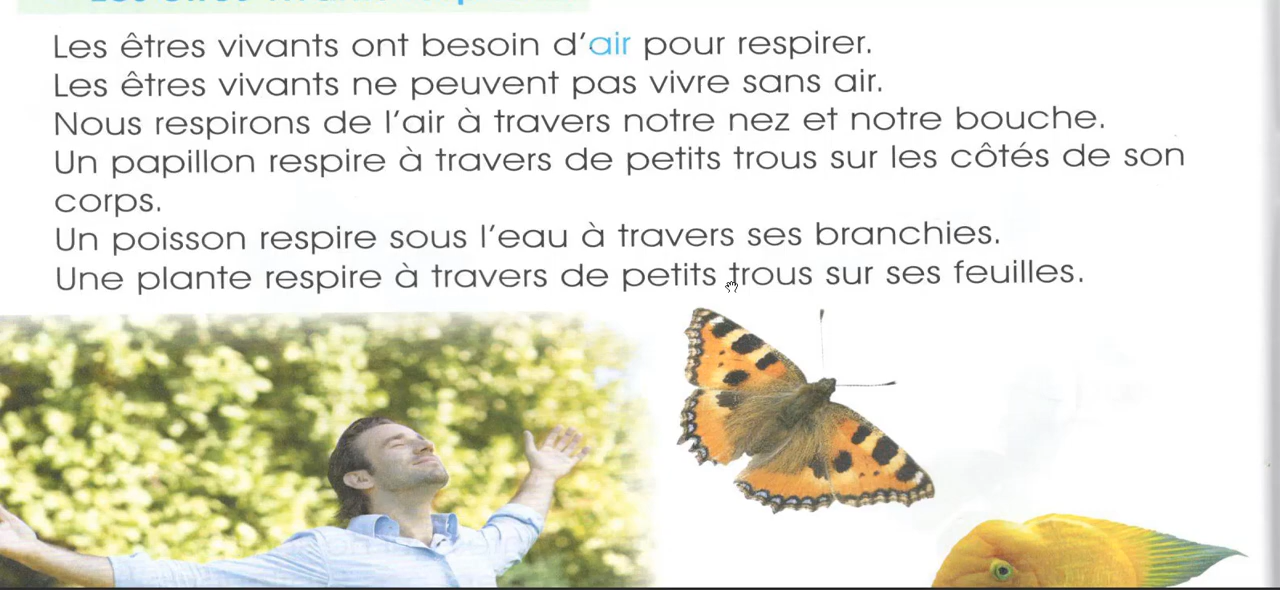 Les êtres vivants ont besoin d'air pour respirer.
Les êtres vivants ne peuvent pas vivre sans air.
Nous respirons de l'air à travers notre nez et notre bouche.
Un papillon respire à travers de petits trous sur les côtés de son
corps.
Un poisson respire sous l'eau à travers ses branchies.
Une plante respire à travers de petits trous sur ses feuilles.